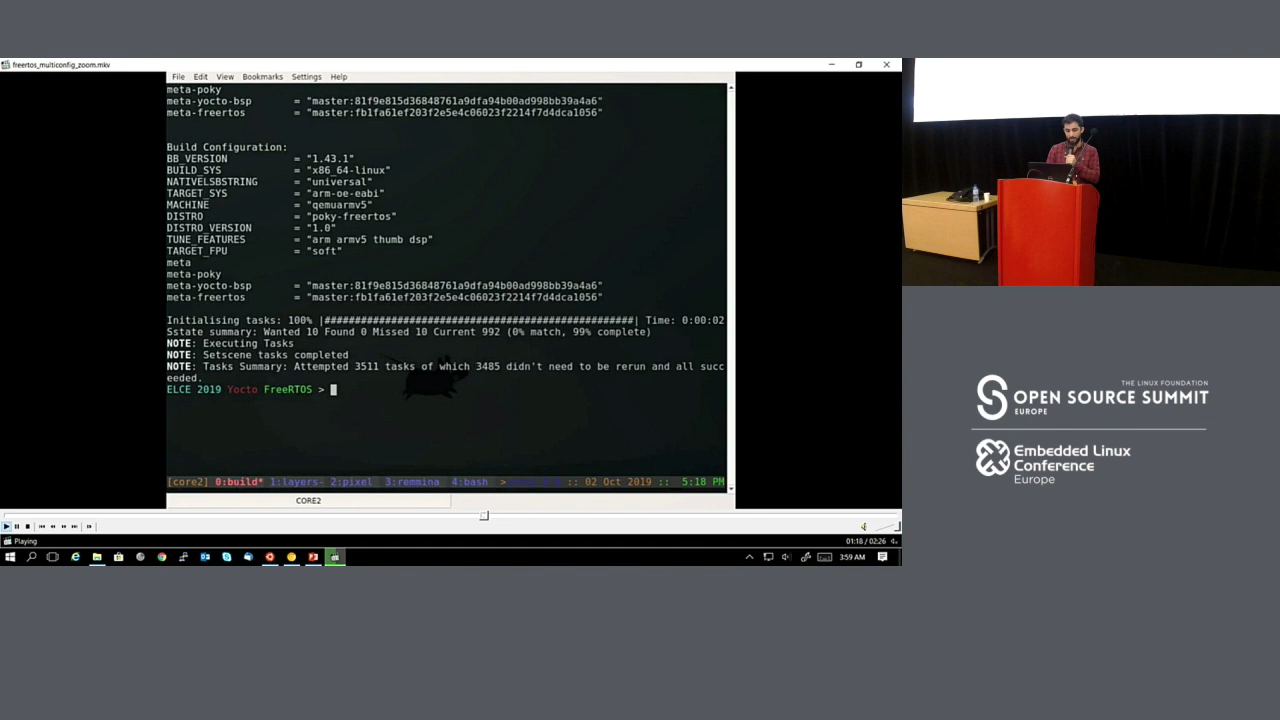 freertos_multiconfig_zoom.mkv
File Edit View Bookmarks Settings Help
meta-poky
meta-yocto-bsp = "master:81f9e815d36848761a9dfa94b00ad998bb39a4a6"
meta-freertos = "master:fb1fa61ef203f2e5e4c06023f2214f7d4dca1056"
Build Configuration:
BB_VERSION = "1.43.1"
BUILD_SYS = "x86_64-linux"
NATIVELSBSTRING = "universal"
TARGET_SYS = "arm-oe-eabi"
MACHINE = "qemuarmv5"
DISTRO = "poky-freertos"
DISTRO_VERSION = "1.0"
TUNE_FEATURES = "arm armv5 thumb dsp"
TARGET_FPU = "soft"
meta
meta-poky
meta-yocto-bsp = "master:81f9e815d36848761a9dfa94b00ad998bb39a4a6"
meta-freertos = "master:fb1fa61ef203f2e5e4c06023f2214f7d4dca1056"
Initialising tasks: 100% |###################################################| Time: 0:00:02
Sstate summary: Wanted 10 Found 0 Missed 10 Current 992 (0% match, 99% complete)
NOTE: Executing Tasks
NOTE: Setscene tasks completed
NOTE: Tasks Summary: Attempted 3511 tasks of which 3485 didn't need to be rerun and all succ
eeded.
ELCE 2019 Yocto FreeRTOS >
[core2] 0:build* 1:layers- 2:pixel 3:remmina 4:bash > :: 02 Oct 2019 :: 5:18 PM
CORE2
Playing
01:18 / 02:26
3:59 AM
THE LINUX FOUNDATION
OPEN SOURCE SUMMIT
EUROPE
Embedded Linux
Conference
Europe